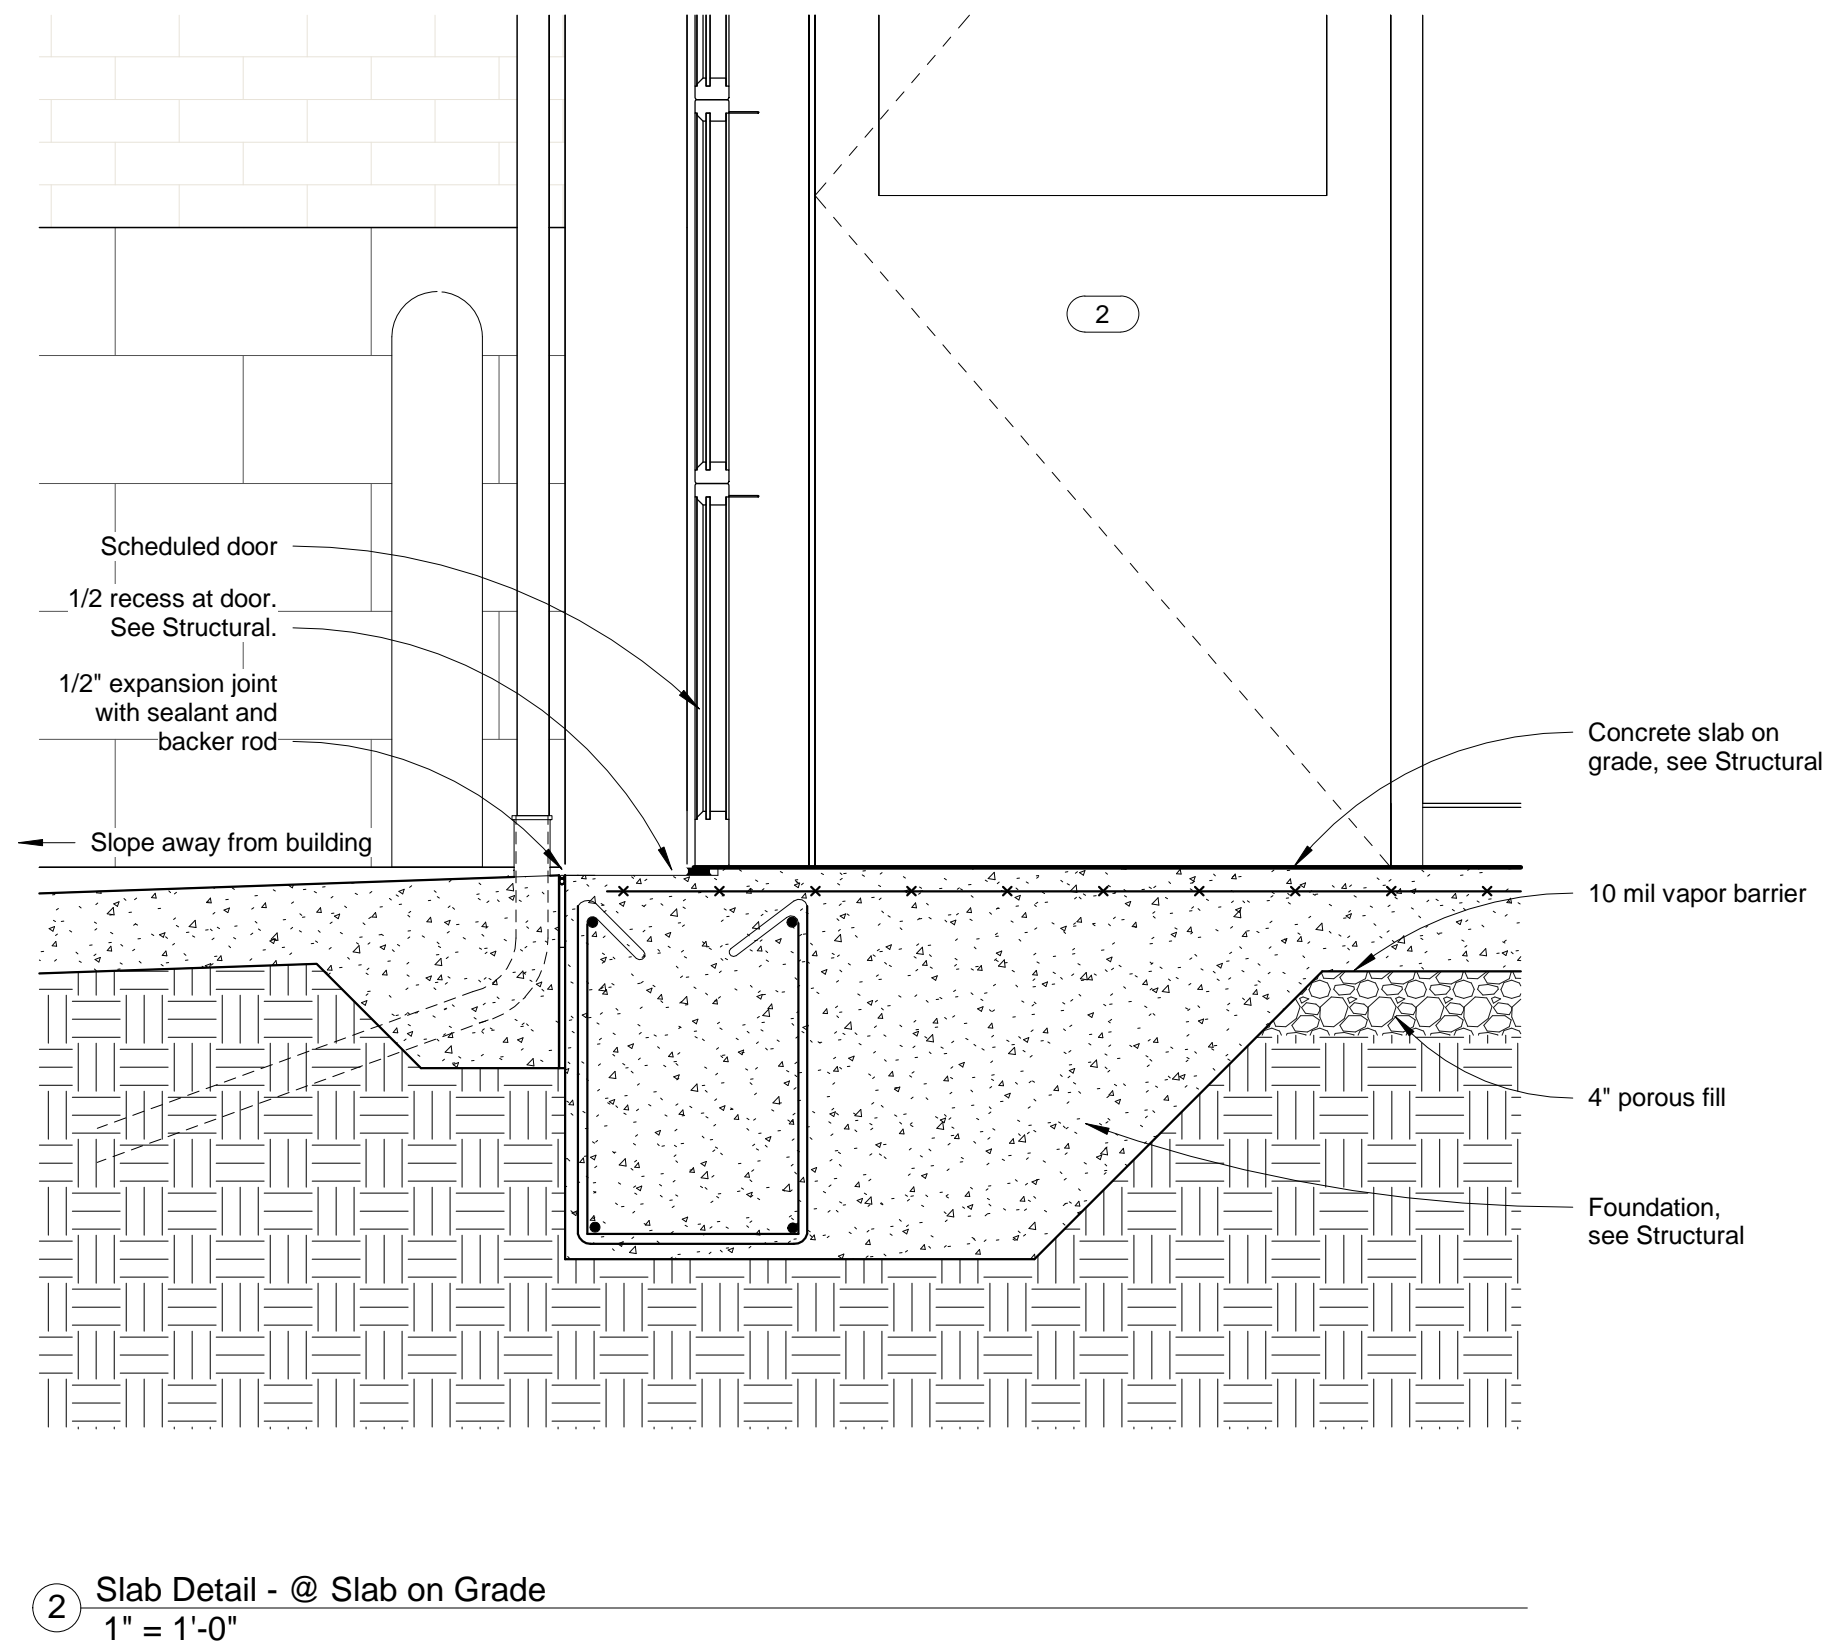 2
Scheduled door
1/2 recess at door.
See Structural.
1/2" expansion joint
with sealant and
backer rod
Slope away from building
Concrete slab on
grade, see Structural
10 mil vapor barrier
4" porous fill
Foundation,
see Structural
2
Slab Detail - @ Slab on Grade
1" = 1'-0"